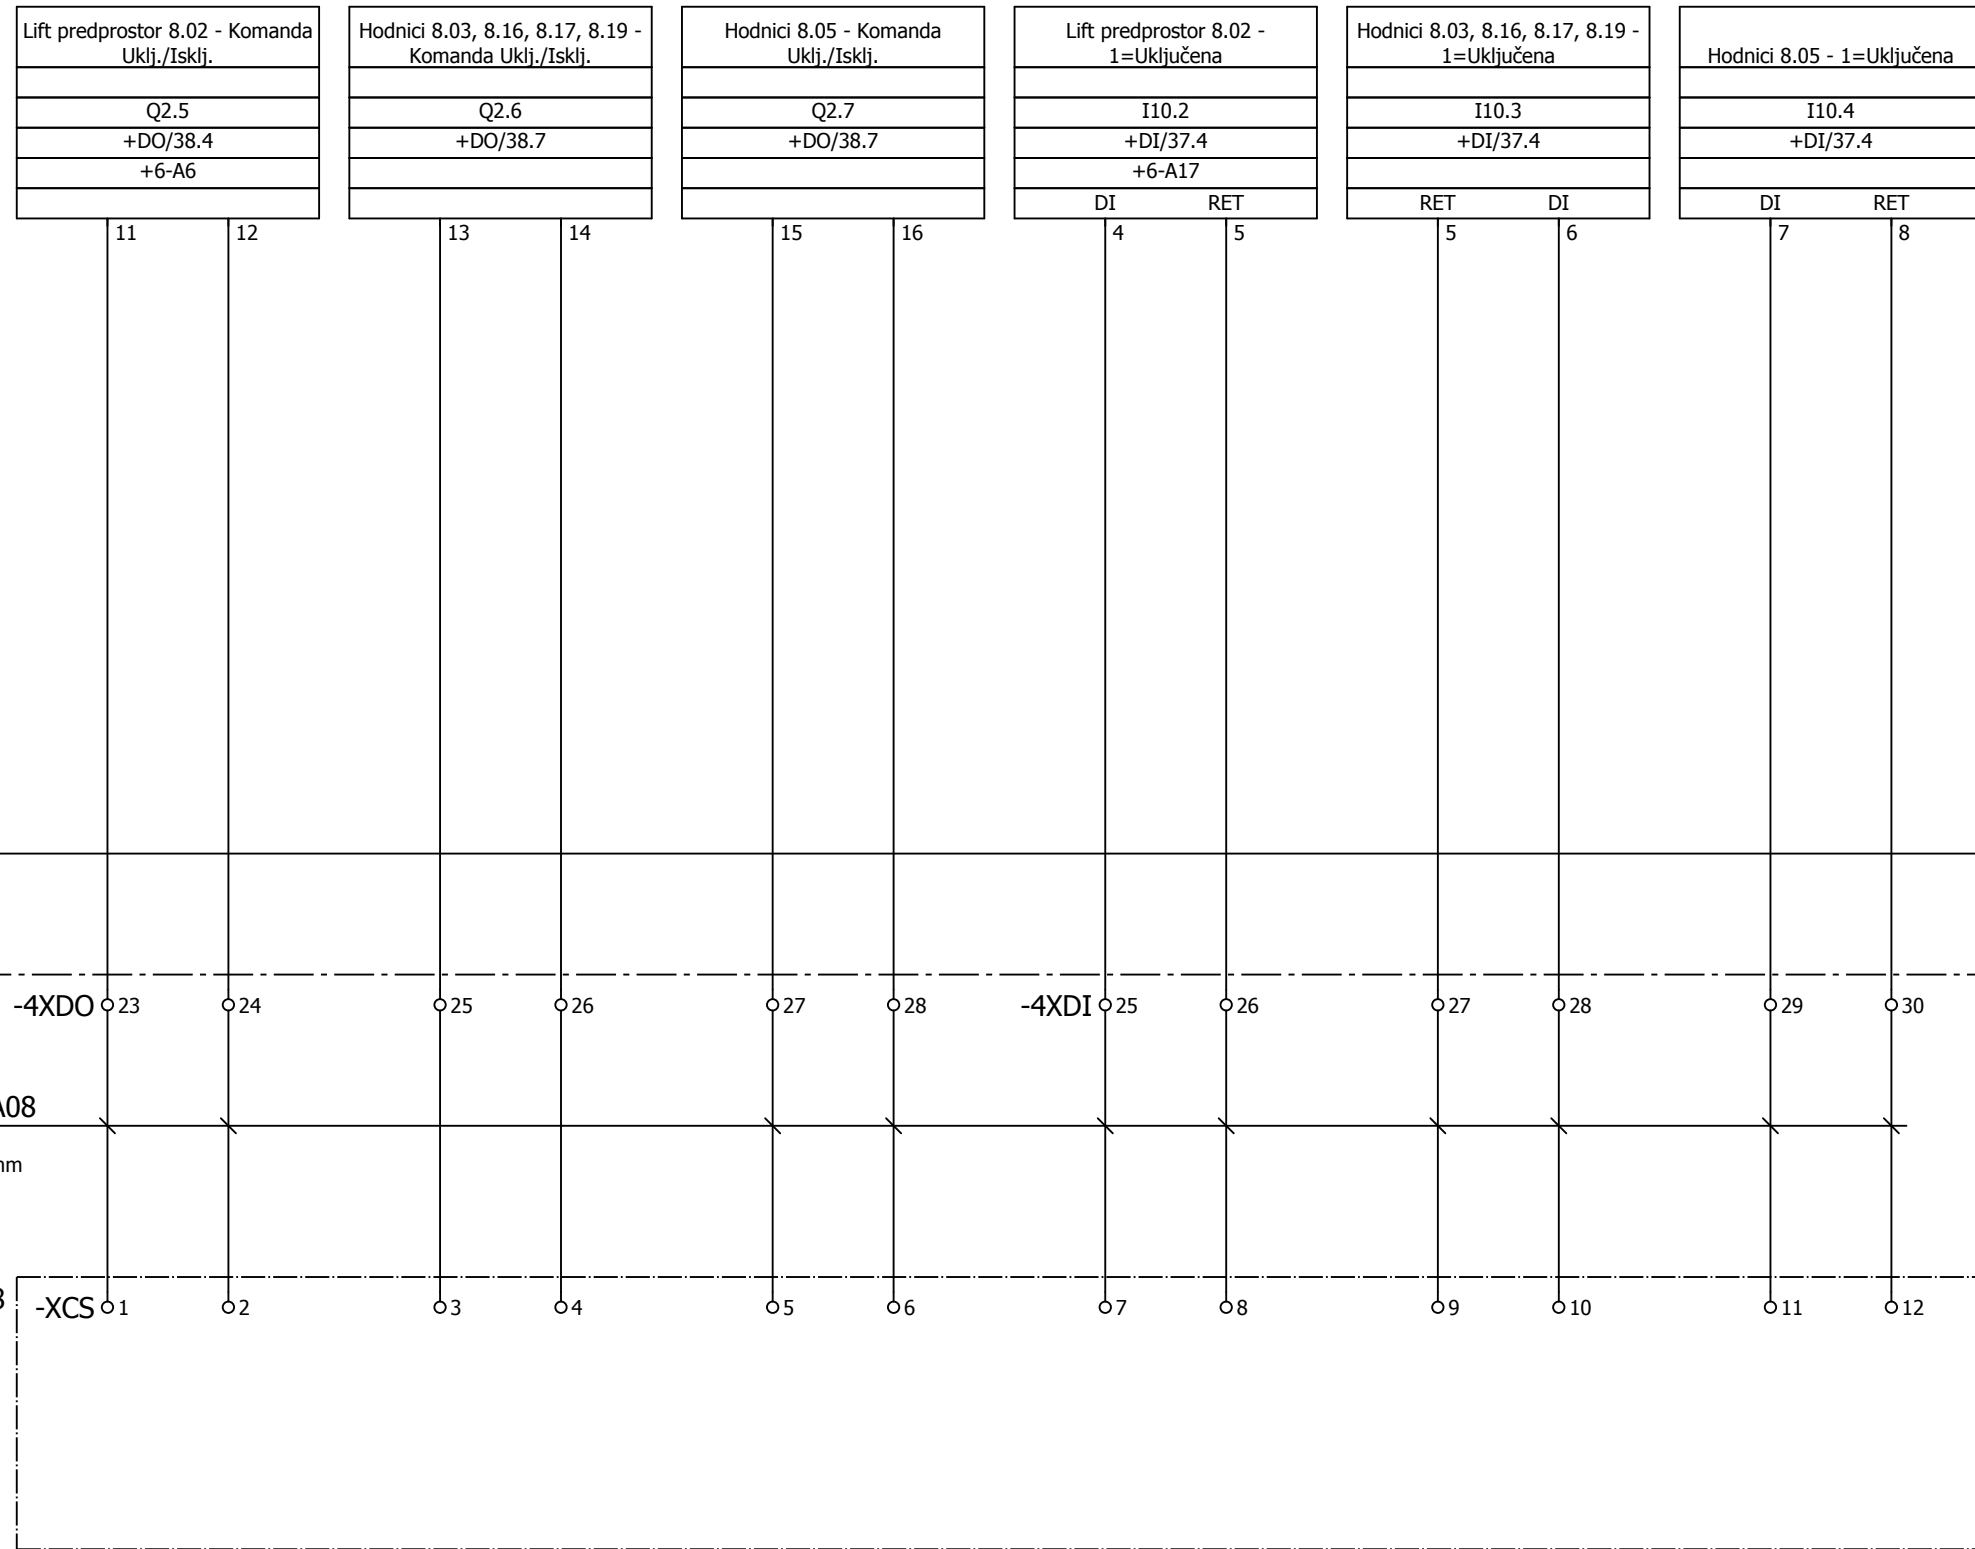 Lift predprostor 8.02 - Komanda
Uklj./Isklj.
Q2.5
+DO/38.4
+6-A6
Hodnici 8.03, 8.16, 8.17, 8.19 -
Komanda Uklj./Isklj.
Q2.6
+DO/38.7
Hodnici 8.05 - Komanda
Uklj./Isklj.
Q2.7
+DO/38.7
Lift predprostor 8.02 -
1=Uključena
I10.2
+DI/37.4
+6-A17
DI RET
Hodnici 8.03, 8.16, 8.17, 8.19 -
1=Uključena
I10.3
+DI/37.4
RET DI
Hodnici 8.05 - 1=Uključena
I10.4
+DI/37.4
DI RET
11 12 13 14 15 16 4 5 5 6 7 8
-4XDO 23 24 25 26 27 28 -4XDI 25 26 27 28 29 30
A08
mm
-XCS 1 2 3 4 5 6 7 8 9 10 11 12